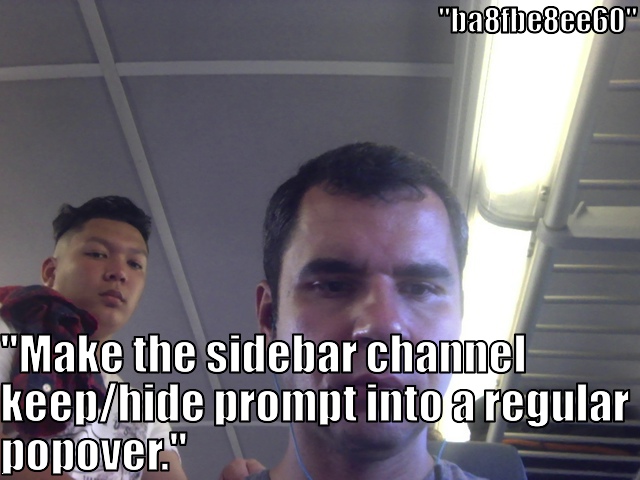 "ba8fbe8ee60"
"Make the sidebar channel
keep/hide prompt into a regular
popover."